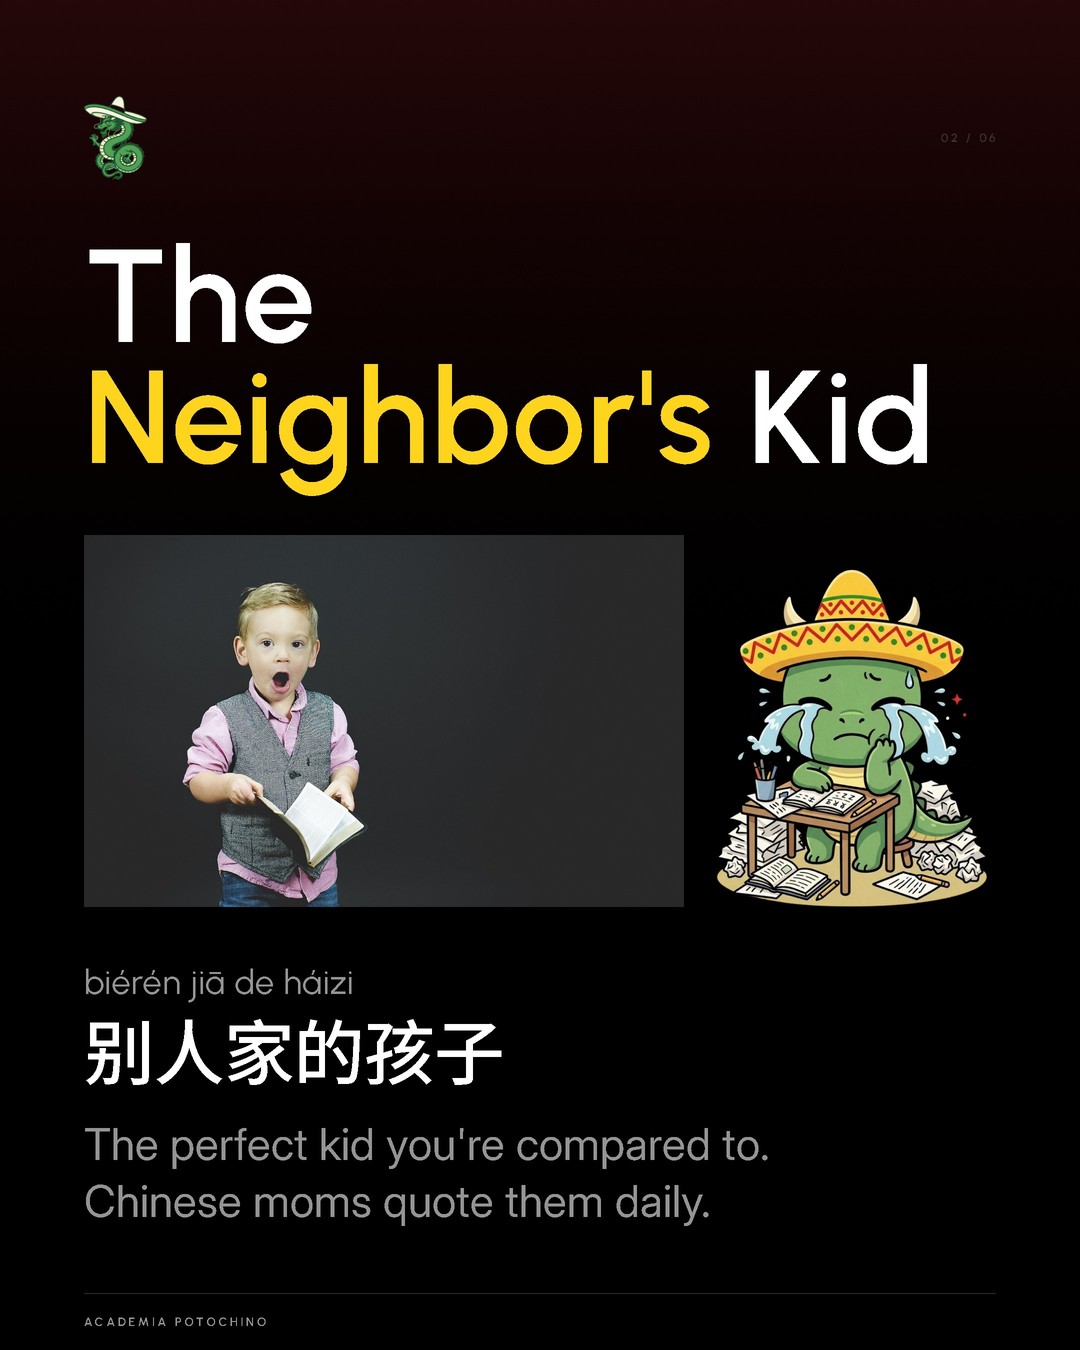 02 / 06
The
Neighbor's Kid
biérén jiā de háizi
别人家的孩子
The perfect kid you're compared to.
Chinese moms quote them daily.
ACADEMIA POTOCHINO